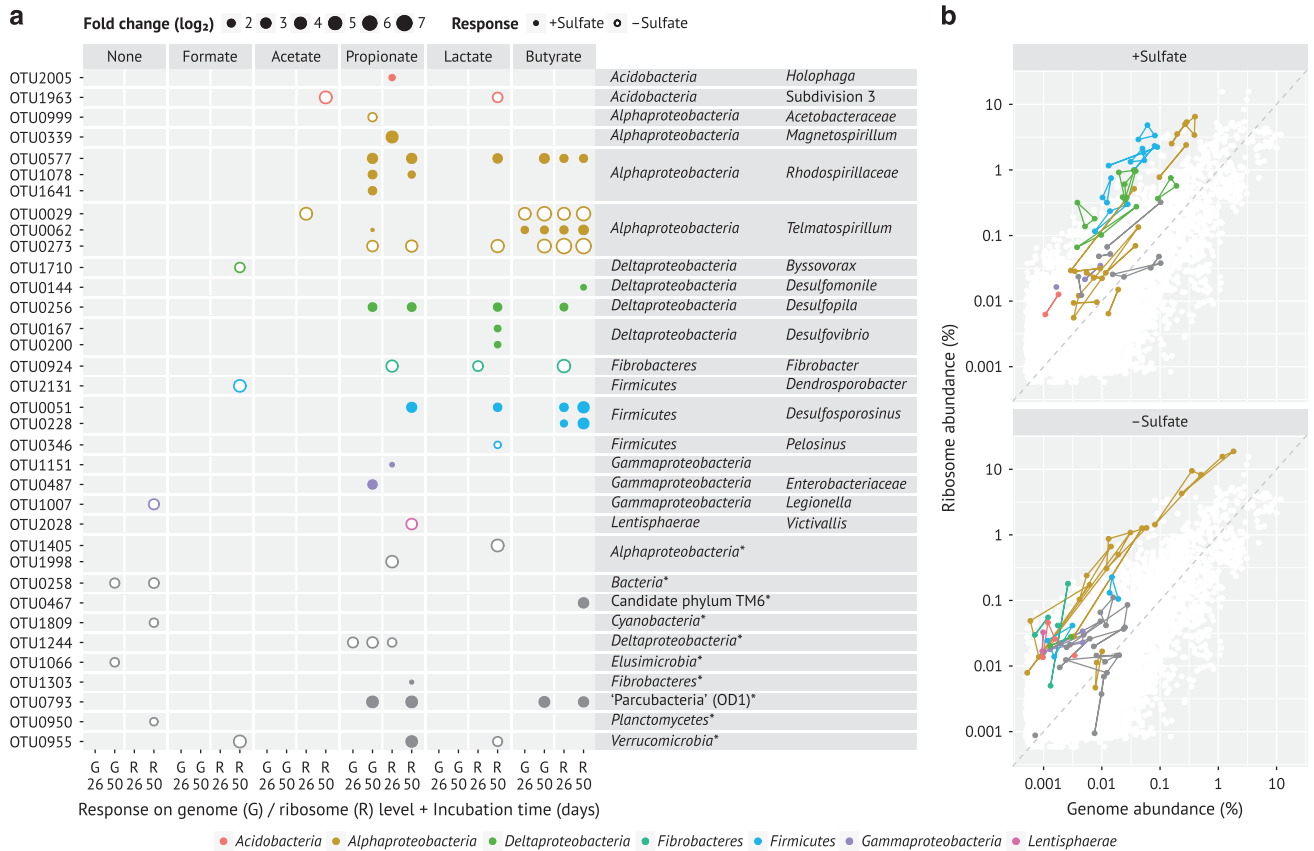 a
Fold change (log₂) 2 3 4 5 6 7 Response +Sulfate −Sulfate
None Formate Acetate Propionate Lactate Butyrate
OTU2005 Acidobacteria Holophaga
OTU1963 Acidobacteria Subdivision 3
OTU0999 Alphaproteobacteria Acetobacteraceae
OTU0339 Alphaproteobacteria Magnetospirillum
OTU0577
OTU1078 Alphaproteobacteria Rhodospirillaceae
OTU1641
OTU0029
OTU0062 Alphaproteobacteria Telmatospirillum
OTU0273
OTU1710 Deltaproteobacteria Byssovorax
OTU0144 Deltaproteobacteria Desulfomonile
OTU0256 Deltaproteobacteria Desulfopila
OTU0167
Deltaproteobacteria Desulfovibrio
OTU0200
OTU0924 Fibrobacteres Fibrobacter
OTU2131 Firmicutes Dendrosporobacter
OTU0051
Firmicutes Desulfosporosinus
OTU0228
OTU0346 Firmicutes Pelosinus
OTU1151 Gammaproteobacteria
OTU0487 Gammaproteobacteria Enterobacteriaceae
OTU1007 Gammaproteobacteria Legionella
OTU2028 Lentisphaerae Victivallis
OTU1405
Alphaproteobacteria*
OTU1998
OTU0258 Bacteria*
OTU0467 Candidate phylum TM6*
OTU1809 Cyanobacteria*
OTU1244 Deltaproteobacteria*
OTU1066 Elusimicrobia*
OTU1303 Fibrobacteres*
OTU0793 ‘Parcubacteria’ (OD1)*
OTU0950 Planctomycetes*
OTU0955 Verrucomicrobia*
G G R R G G R R G G R R G G R R G G R R G G R R
26 50 26 50 26 50 26 50 26 50 26 50 26 50 26 50 26 50 26 50 26 50 26 50
Response on genome (G) / ribosome (R) level + Incubation time (days)
b
+Sulfate
10
1
0.1
0.01
0.001
−Sulfate
10
1
0.1
0.01
0.001
Ribosome abundance (%)
0.001 0.01 0.1 1 10
Genome abundance (%)
Acidobacteria Alphaproteobacteria Deltaproteobacteria Fibrobacteres Firmicutes Gammaproteobacteria Lentisphaerae